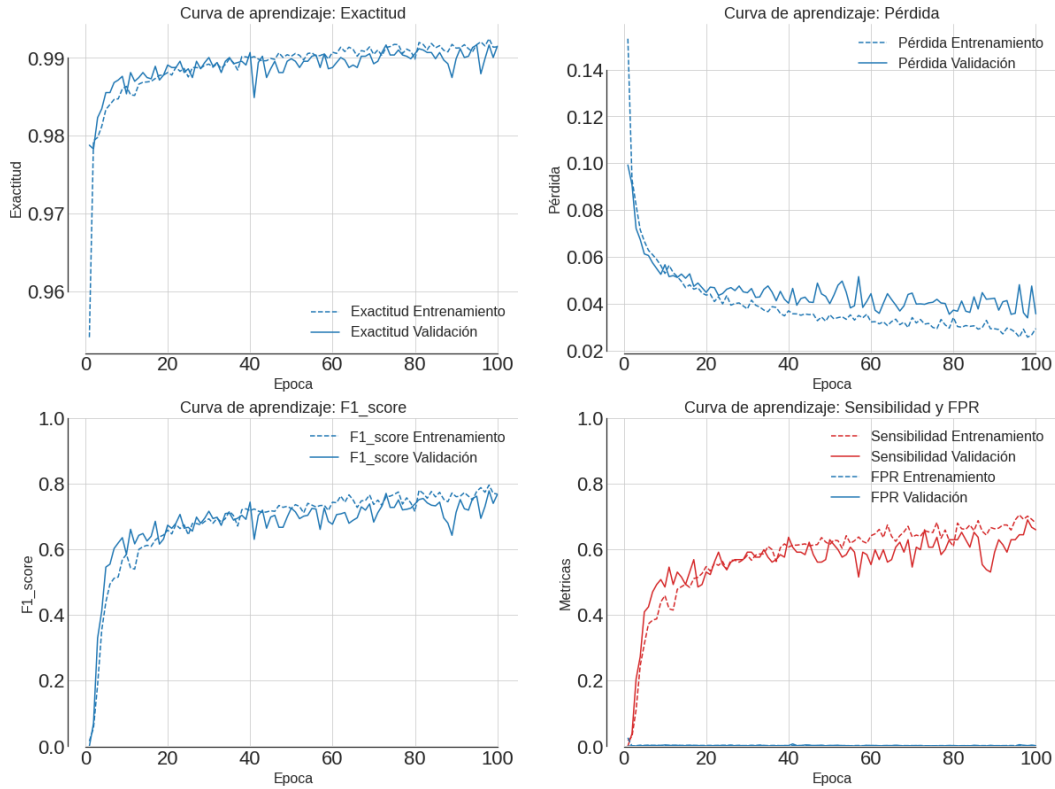 Curva de aprendizaje: Exactitud
0.99
0.98
0.97
0.96
Exactitud
Exactitud Entrenamiento
Exactitud Validación
0 20 40 60 80 100
Epoca
Curva de aprendizaje: Pérdida
0.14
0.12
0.10
0.08
0.06
0.04
0.02
Pérdida
Pérdida Entrenamiento
Pérdida Validación
0 20 40 60 80 100
Epoca
Curva de aprendizaje: F1_score
1.0
0.8
0.6
0.4
0.2
0.0
F1_score
F1_score Entrenamiento
F1_score Validación
0 20 40 60 80 100
Epoca
Curva de aprendizaje: Sensibilidad y FPR
1.0
0.8
0.6
0.4
0.2
0.0
Metricas
Sensibilidad Entrenamiento
Sensibilidad Validación
FPR Entrenamiento
FPR Validación
0 20 40 60 80 100
Epoca